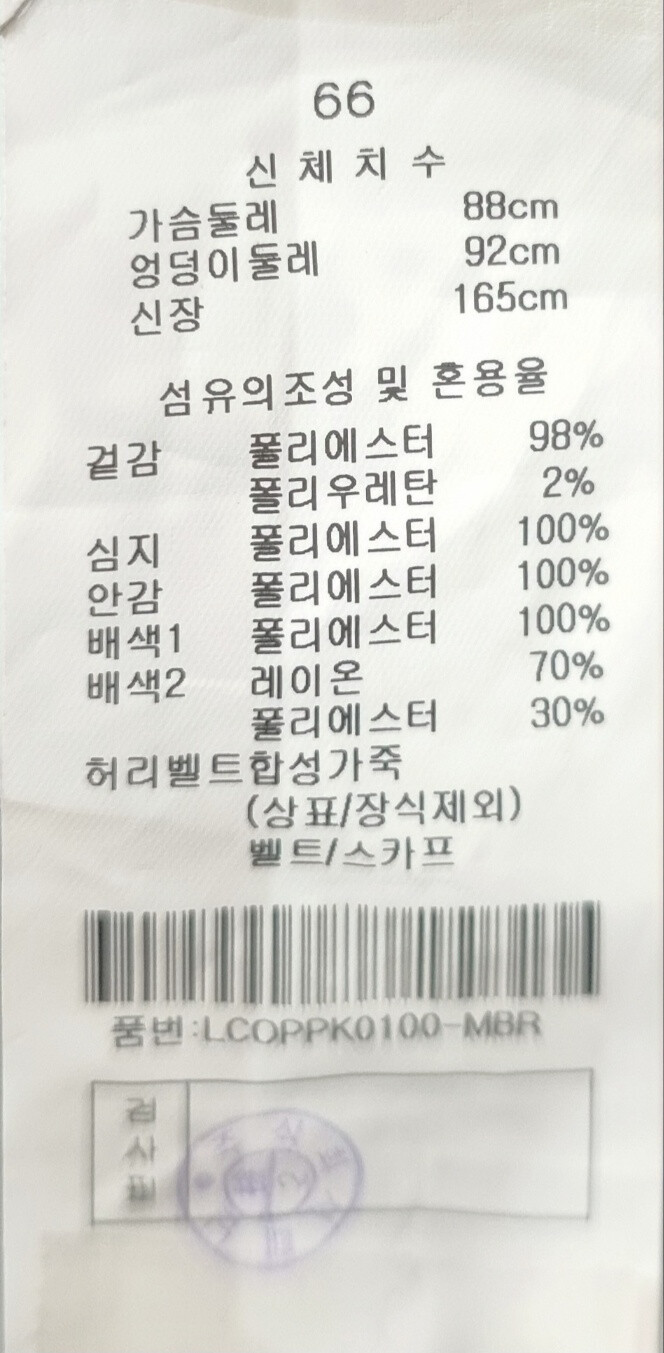 66
신 체 치 수
가슴둘레 88cm
엉덩이둘레 92cm
신장 165cm
섬유의조성 및 혼용율
겉감 폴리에스터 98%
폴리우레탄 2%
심지 폴리에스터 100%
안감 폴리에스터 100%
배색1 폴리에스터 100%
배색2 레이온 70%
폴리에스터 30%
허리벨트합성가죽
(상표/장식제외)
벨트/스카프
품번:LCOPPK0100-MBR
검
사
필